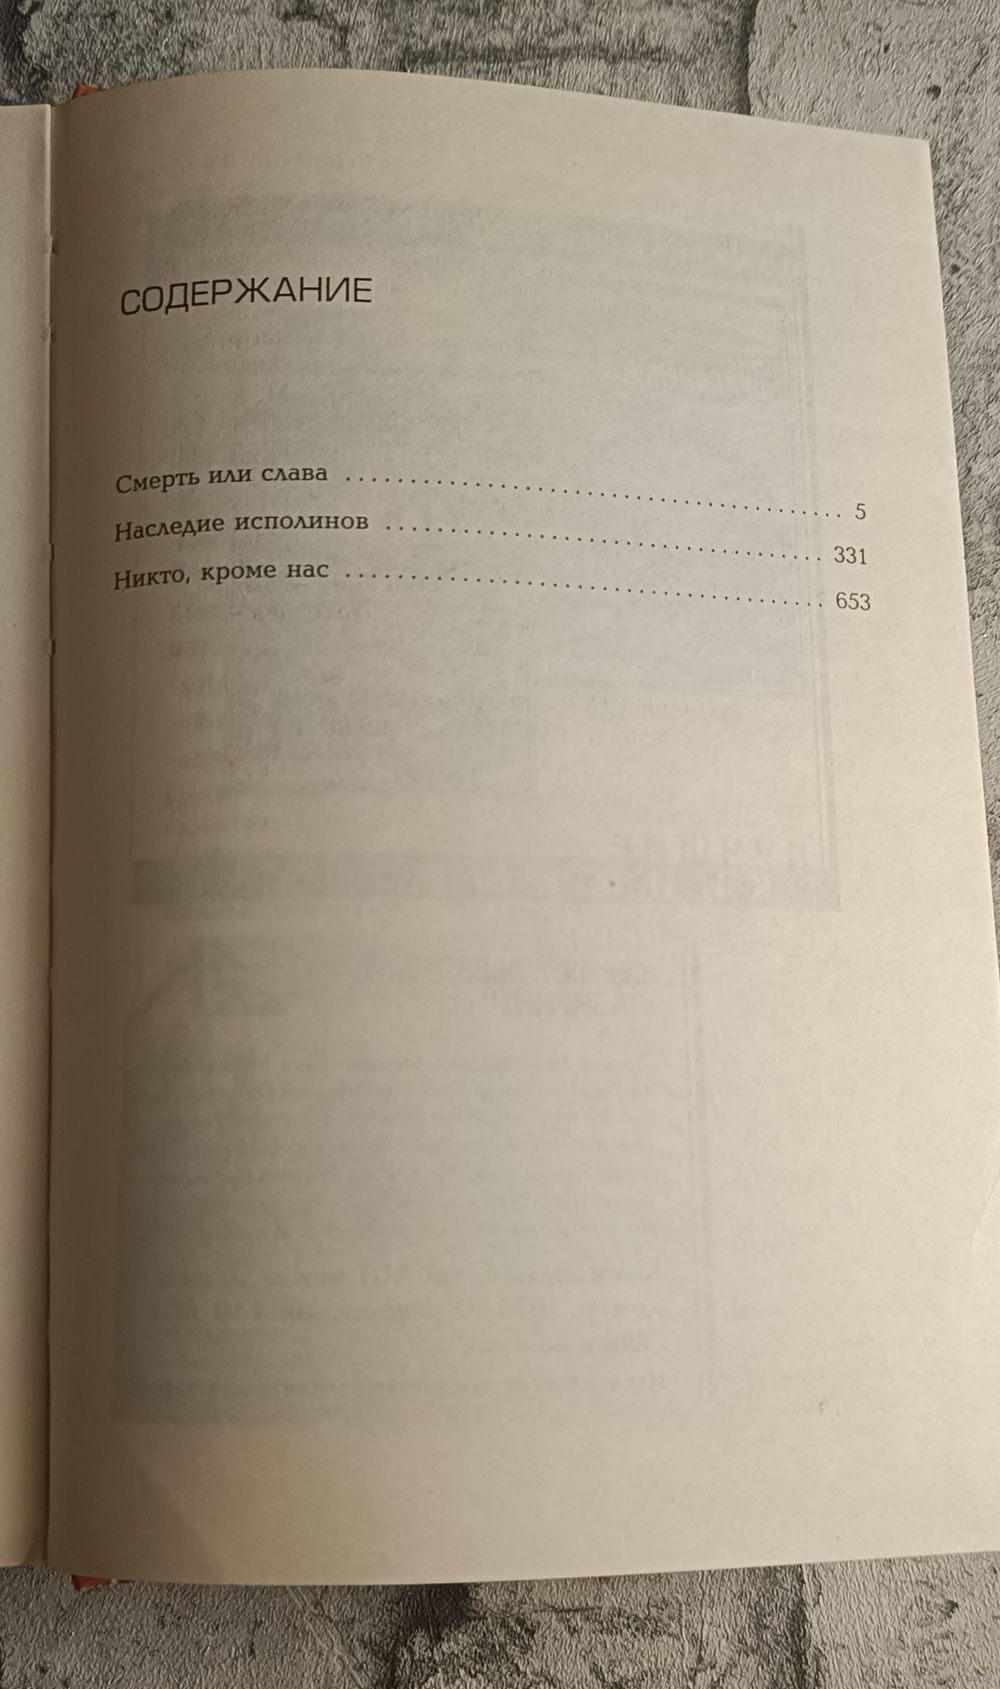 СОДЕРЖАНИЕ
Смерть или слава . . . . . . . . . . . . . . . . . . . . . . . . . . . . . . . . . . . . . . . 5
Наследие исполинов . . . . . . . . . . . . . . . . . . . . . . . . . . . . . . . . . . 331
Никто, кроме нас . . . . . . . . . . . . . . . . . . . . . . . . . . . . . . . . . . . . . 653